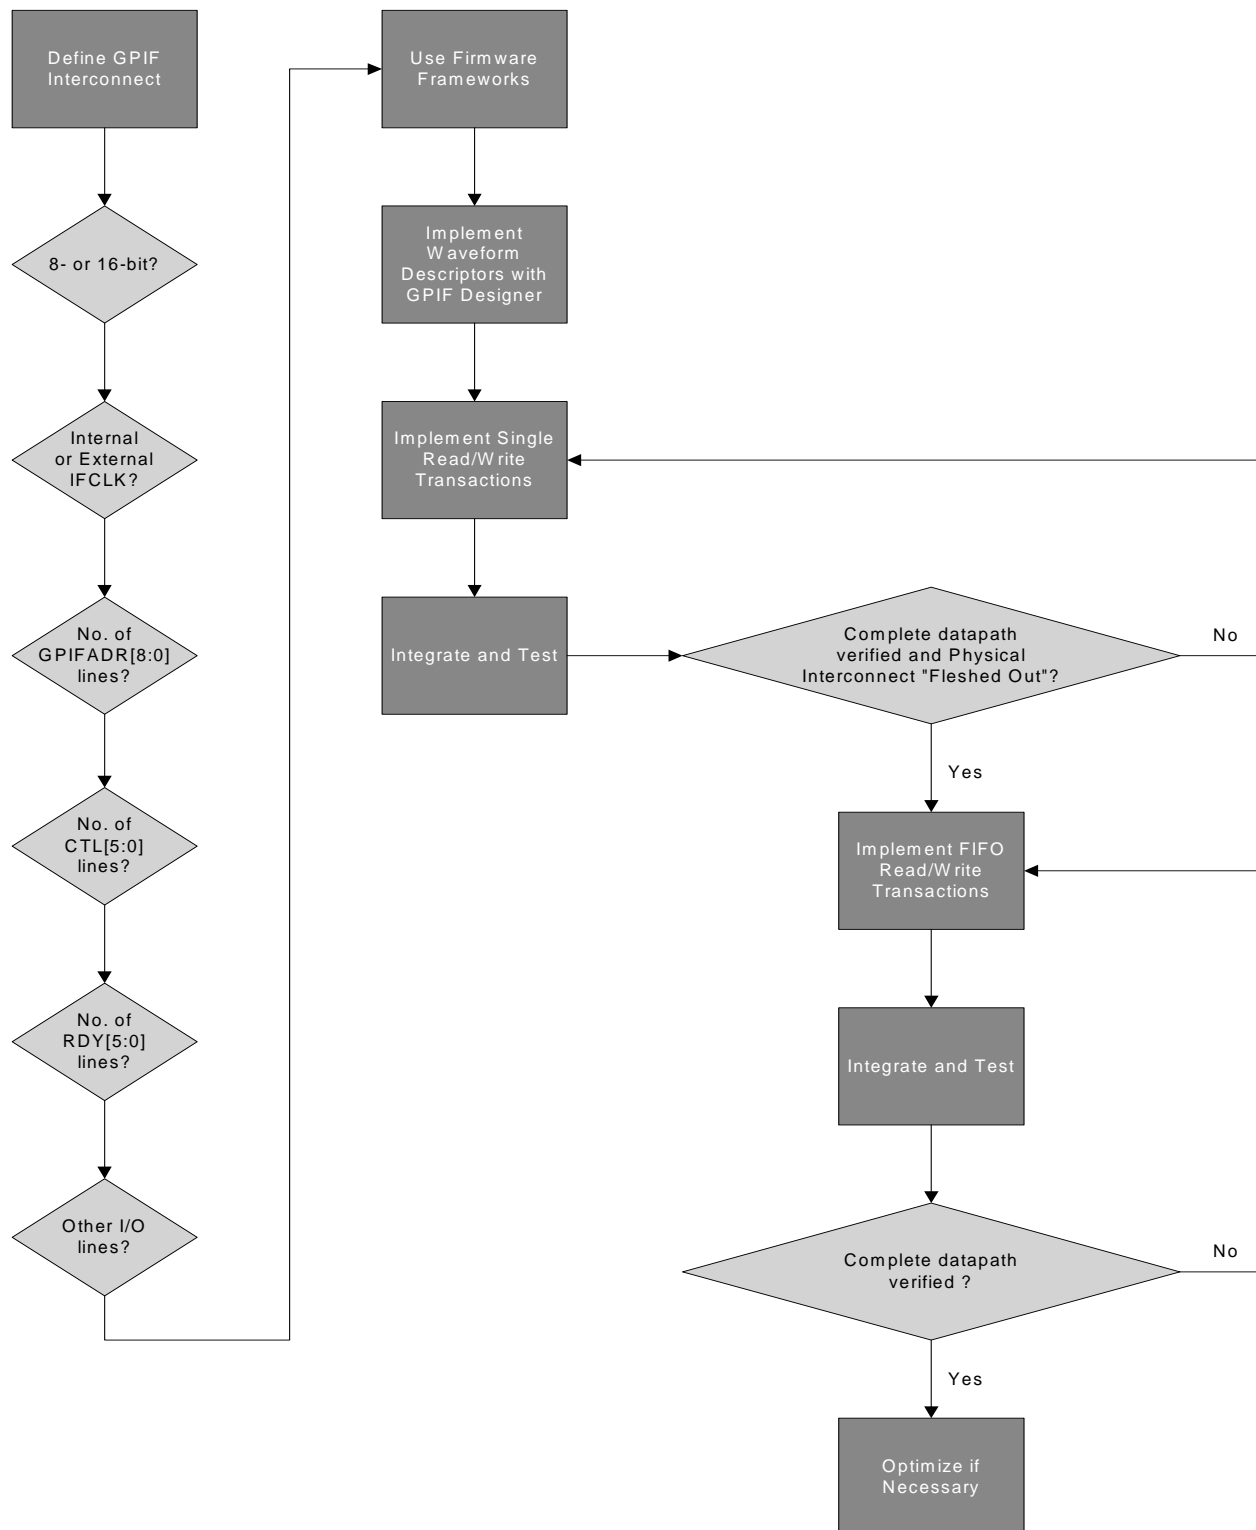 Define GPIF
Interconnect
8- or 16-bit?
Internal
or External
IFCLK?
No. of
GPIFADR[8:0]
lines?
No. of
CTL[5:0]
lines?
No. of
RDY[5:0]
lines?
Other I/O
lines?
Use Firmware
Frameworks
Implement
Waveform
Descriptors with
GPIF Designer
Implement Single
Read/Write
Transactions
Integrate and Test
Complete datapath
verified and Physical
Interconnect "Fleshed Out"?
No
Yes
Implement FIFO
Read/Write
Transactions
Integrate and Test
Complete datapath
verified ?
No
Yes
Optimize if
Necessary